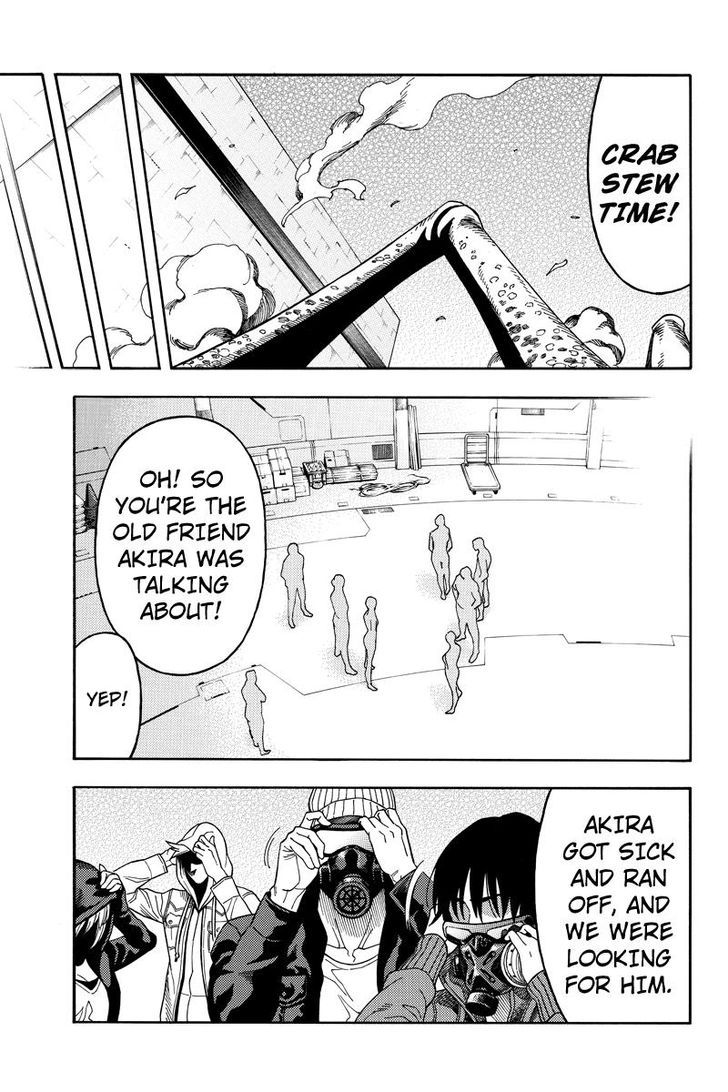 CRAB
STEW
TIME!
OH! SO
YOU'RE THE
OLD FRIEND
AKIRA WAS
TALKING
ABOUT!
YEP!
AKIRA
GOT SICK
AND RAN
OFF, AND
WE WERE
LOOKING
FOR HIM.